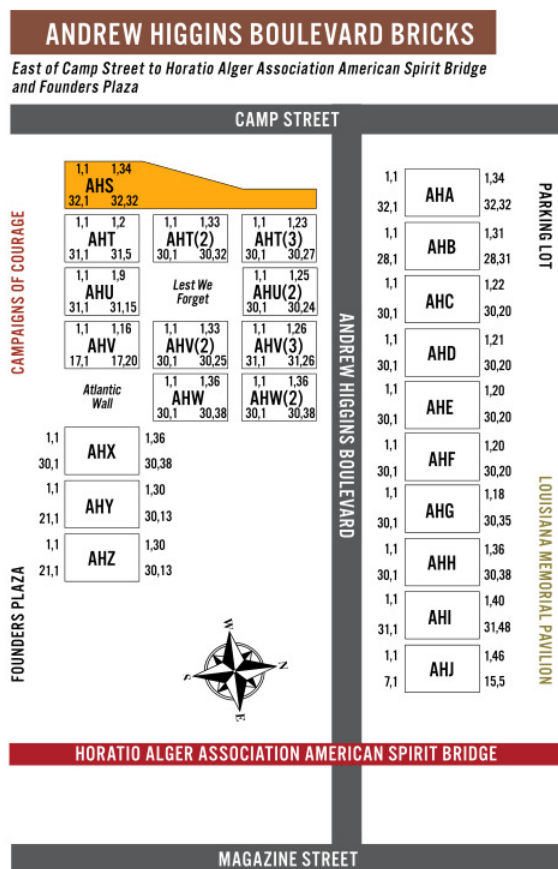 ANDREW HIGGINS BOULEVARD BRICKS
East of Camp Street to Horatio Alger Association American Spirit Bridge
and Founders Plaza
CAMP STREET
CAMPAIGNS OF COURAGE
FOUNDERS PLAZA
1,1 1,34
AHS
32,1 32,32
1,1 1,2
AHT
31,1 31,5
1,1 1,33
AHT(2)
30,1 30,32
1,1 1,23
AHT(3)
30,1 30,27
1,1 1,9
AHU
31,1 31,15
Lest We
Forget
1,1 1,25
AHU(2)
30,1 30,24
1,1 1,16
AHV
17,1 17,20
1,1 1,33
AHV(2)
30,1 30,25
1,1 1,26
AHV(3)
31,1 31,26
Atlantic
Wall
1,1 1,36
AHW
30,1 30,38
1,1 1,36
AHW(2)
30,1 30,38
1,1 1,36
AHX
30,1 30,38
1,1 1,30
AHY
21,1 30,13
1,1 1,30
AHZ
21,1 30,13
W
N
S
E
ANDREW HIGGINS BOULEVARD
1,1 1,34
AHA
32,1 32,32
1,1 1,31
AHB
28,1 28,31
1,1 1,22
AHC
30,1 30,20
1,1 1,21
AHD
30,1 30,20
1,1 1,20
AHE
30,1 30,20
1,1 1,20
AHF
30,1 30,20
1,1 1,18
AHG
30,1 30,35
1,1 1,36
AHH
30,1 30,38
1,1 1,40
AHI
31,1 31,48
1,1 1,46
AHJ
7,1 15,5
PARKING LOT
LOUISIANA MEMORIAL PAVILION
HORATIO ALGER ASSOCIATION AMERICAN SPIRIT BRIDGE
MAGAZINE STREET